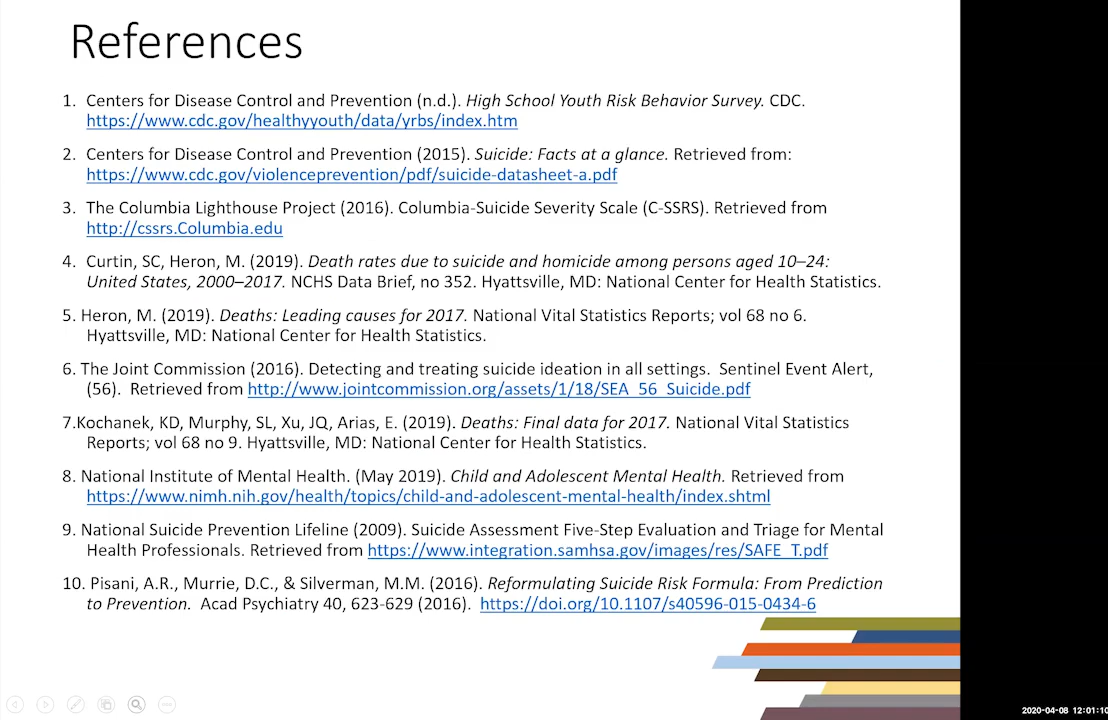 References
1. Centers for Disease Control and Prevention (n.d.). High School Youth Risk Behavior Survey. CDC.
https://www.cdc.gov/healthyyouth/data/yrbs/index.htm
2. Centers for Disease Control and Prevention (2015). Suicide: Facts at a glance. Retrieved from:
https://www.cdc.gov/violenceprevention/pdf/suicide-datasheet-a.pdf
3. The Columbia Lighthouse Project (2016). Columbia-Suicide Severity Scale (C-SSRS). Retrieved from
http://cssrs.Columbia.edu
4. Curtin, SC, Heron, M. (2019). Death rates due to suicide and homicide among persons aged 10–24:
United States, 2000–2017. NCHS Data Brief, no 352. Hyattsville, MD: National Center for Health Statistics.
5. Heron, M. (2019). Deaths: Leading causes for 2017. National Vital Statistics Reports; vol 68 no 6.
Hyattsville, MD: National Center for Health Statistics.
6. The Joint Commission (2016). Detecting and treating suicide ideation in all settings. Sentinel Event Alert,
(56). Retrieved from http://www.jointcommission.org/assets/1/18/SEA_56_Suicide.pdf
7.Kochanek, KD, Murphy, SL, Xu, JQ, Arias, E. (2019). Deaths: Final data for 2017. National Vital Statistics
Reports; vol 68 no 9. Hyattsville, MD: National Center for Health Statistics.
8. National Institute of Mental Health. (May 2019). Child and Adolescent Mental Health. Retrieved from
https://www.nimh.nih.gov/health/topics/child-and-adolescent-mental-health/index.shtml
9. National Suicide Prevention Lifeline (2009). Suicide Assessment Five-Step Evaluation and Triage for Mental
Health Professionals. Retrieved from https://www.integration.samhsa.gov/images/res/SAFE_T.pdf
10. Pisani, A.R., Murrie, D.C., & Silverman, M.M. (2016). Reformulating Suicide Risk Formula: From Prediction
to Prevention. Acad Psychiatry 40, 623-629 (2016). https://doi.org/10.1107/s40596-015-0434-6
2020-04-08 12:01:10